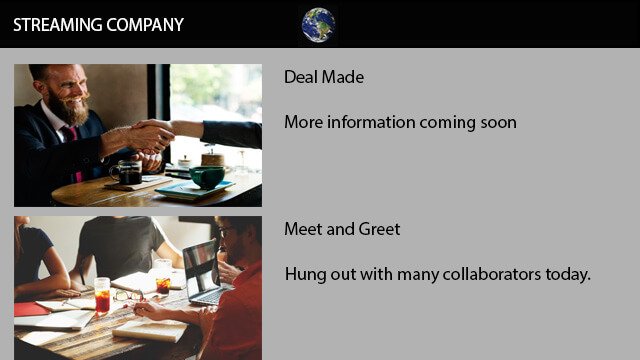 STREAMING COMPANY
Deal Made
More information coming soon
Meet and Greet
Hung out with many collaborators today.